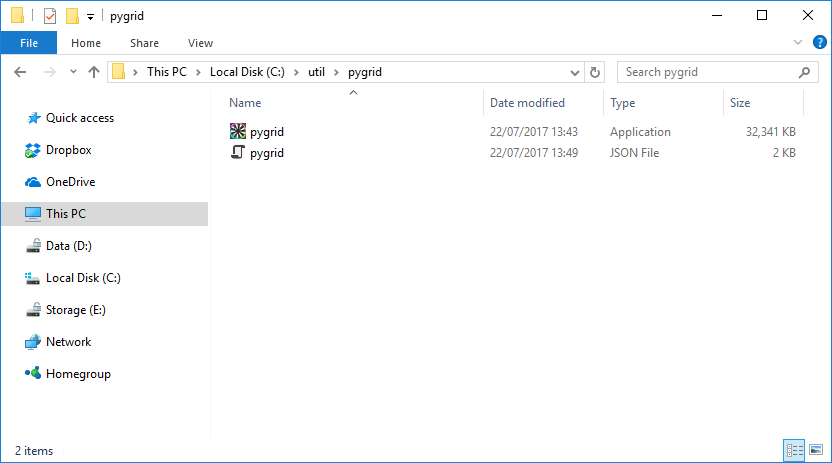 pygrid
File Home Share View
This PC Local Disk (C:) util pygrid Search pygrid
Name Date modified Type Size
Quick access
pygrid 22/07/2017 13:43 Application 32,341 KB
Dropbox
pygrid 22/07/2017 13:49 JSON File 2 KB
OneDrive
This PC
Data (D:)
Local Disk (C:)
Storage (E:)
Network
Homegroup
2 items